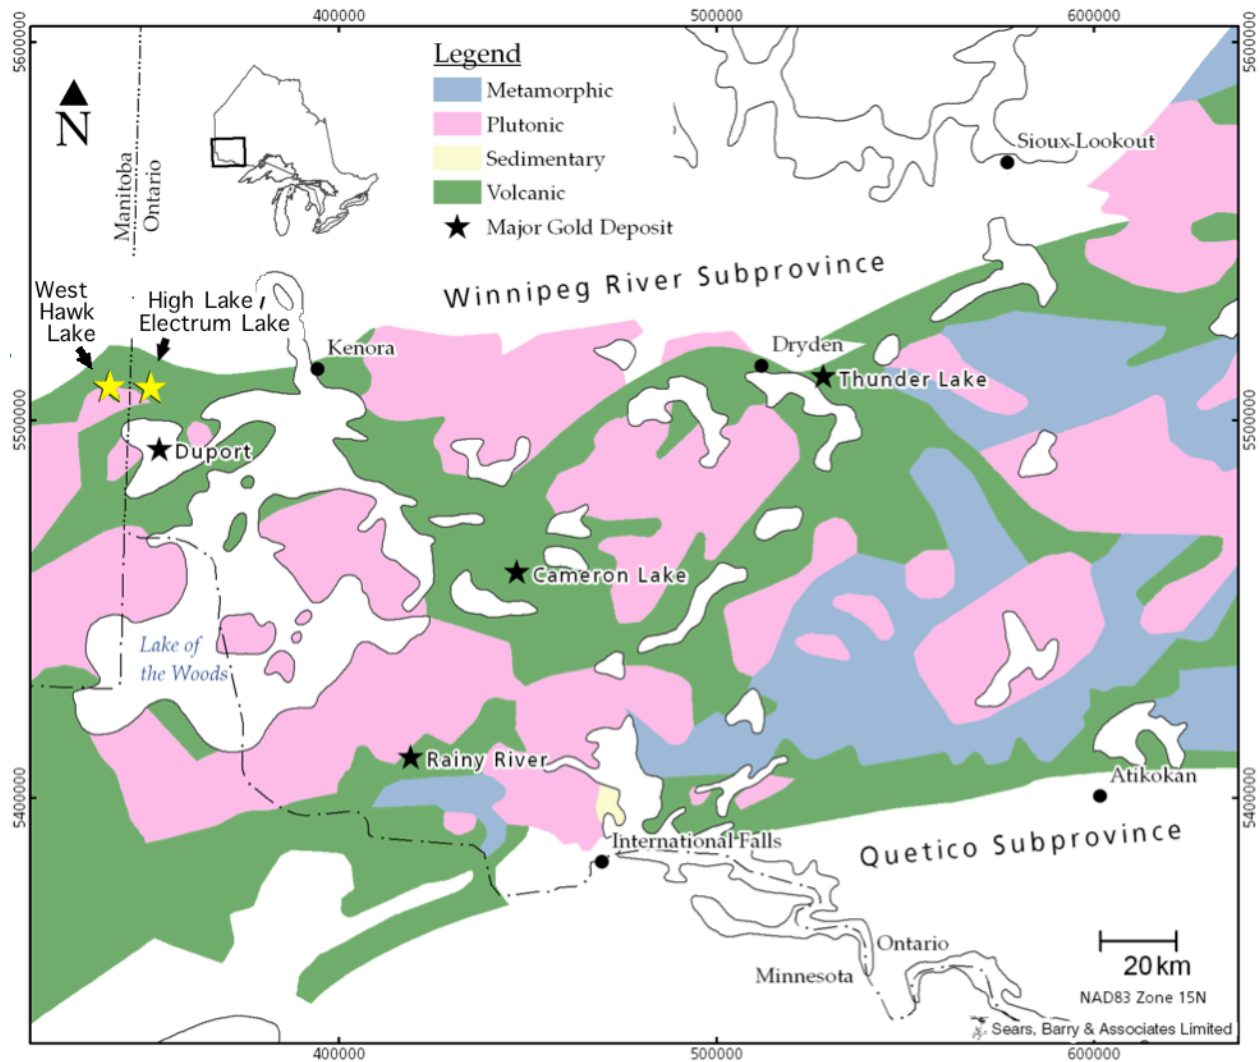 400000
500000
600000
5600000
5600000
Legend
Metamorphic
Plutonic
Sedimentary
Volcanic
Major Gold Deposit
N
Manitoba
Ontario
Sioux Lookout
Winnipeg River Subprovince
West
Hawk
Lake
High Lake /
Electrum Lake
Kenora
Dryden
Thunder Lake
5500000
5500000
Duport
Cameron Lake
Lake of
the Woods
Rainy River
Atikokan
5400000
5400000
International Falls
Quetico Subprovince
Ontario
Minnesota
20 km
NAD83 Zone 15N
Sears, Barry & Associates Limited
400000
500000
600000